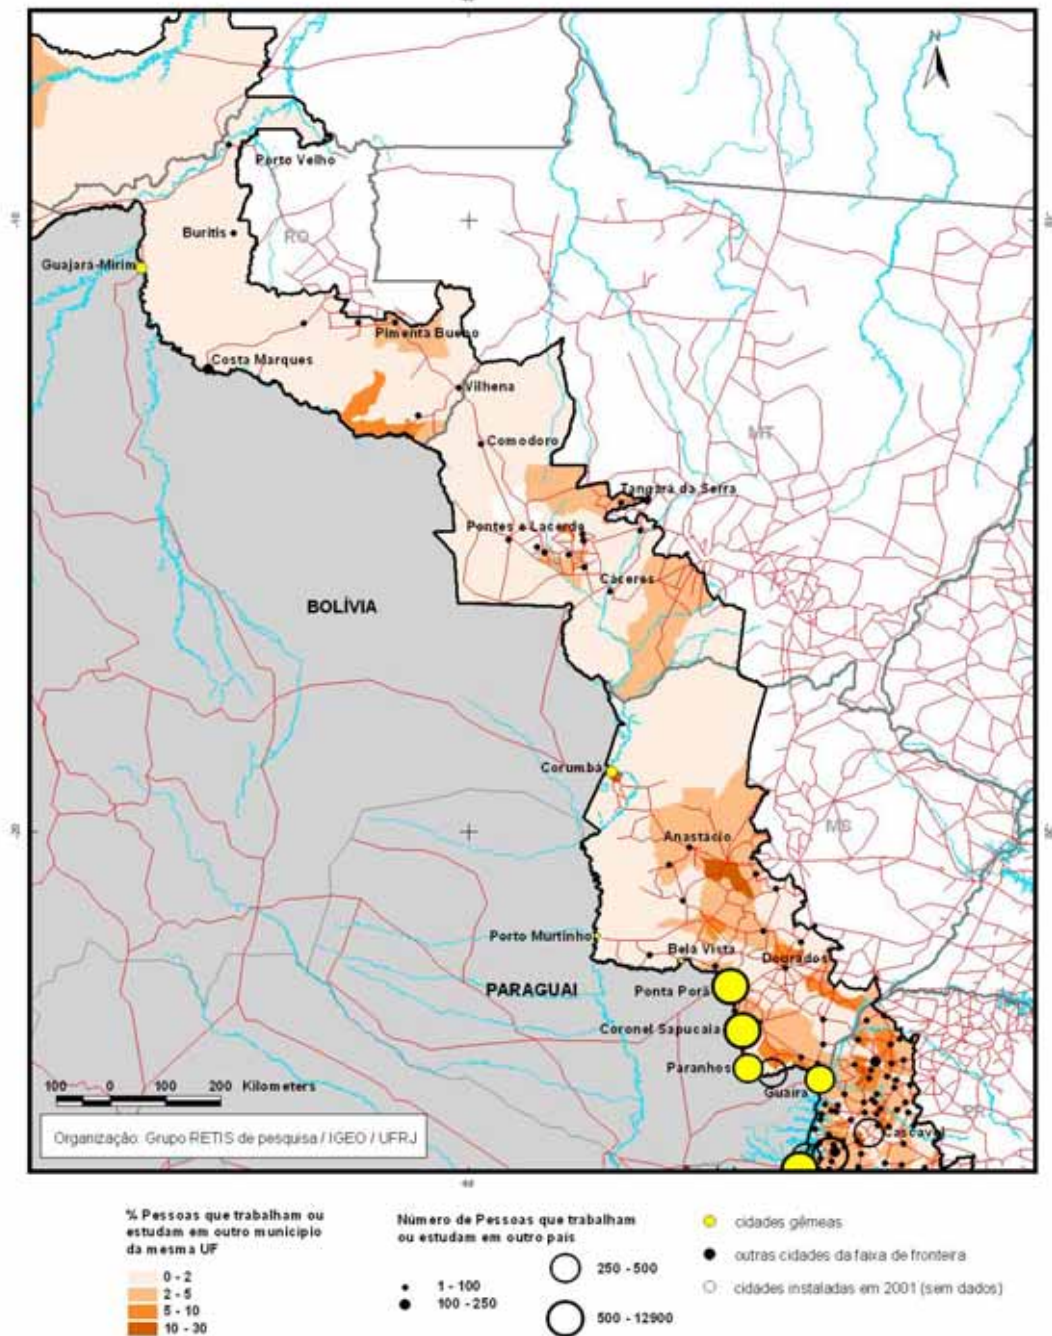 N
Porto Velho
RO
Buritis
Guajará-Mirim
Pimenta Bueno
Costa Marques
Vilhena
MT
Comodoro
Tangará da Serra
Pontes e Lacerda
Cáceres
BOLÍVIA
Corumbá
MS
Anastácio
Porto Murtinho
Bela Vista
Dourados
PARAGUAI
Ponta Porã
Coronel Sapucaia
Paranhos
100 0 100 200 Kilometers
Guaíra
PR
Cascavel
Organização: Grupo RETIS de pesquisa / IGEO / UFRJ
% Pessoas que trabalham ou
estudam em outro município
da mesma UF
0 - 2
2 - 5
5 - 10
10 - 30
Número de Pessoas que trabalham
ou estudam em outro país
1 - 100
100 - 250
250 - 500
500 - 12900
cidades gêmeas
outras cidades da faixa de fronteira
cidades instaladas em 2001 (sem dados)